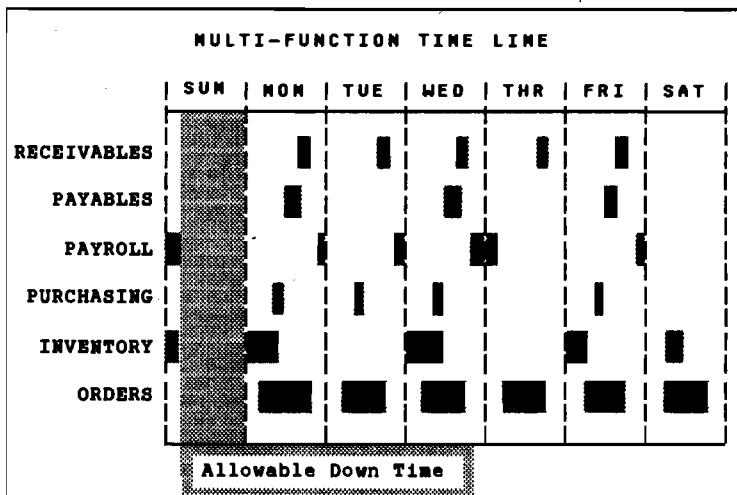 MULTI-FUNCTION TIME LINE
SUN MON TUE WED THR FRI SAT
RECEIVABLES
PAYABLES
PAYROLL
PURCHASING
INVENTORY
ORDERS
Allowable Down Time